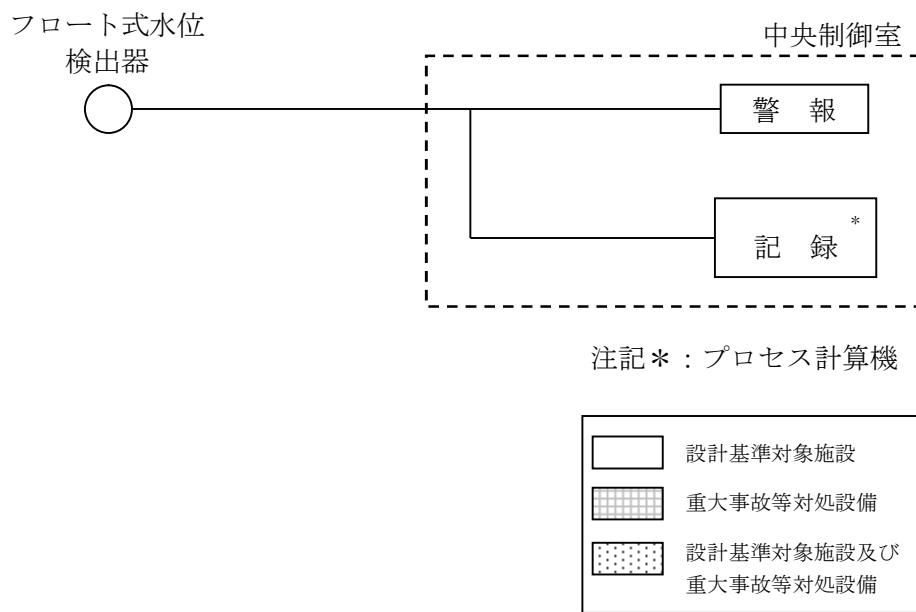 フロート式水位
検出器
中央制御室
警 報
記 録 *
注記＊：プロセス計算機
設計基準対象施設
重大事故等対処設備
設計基準対象施設及び
重大事故等対処設備